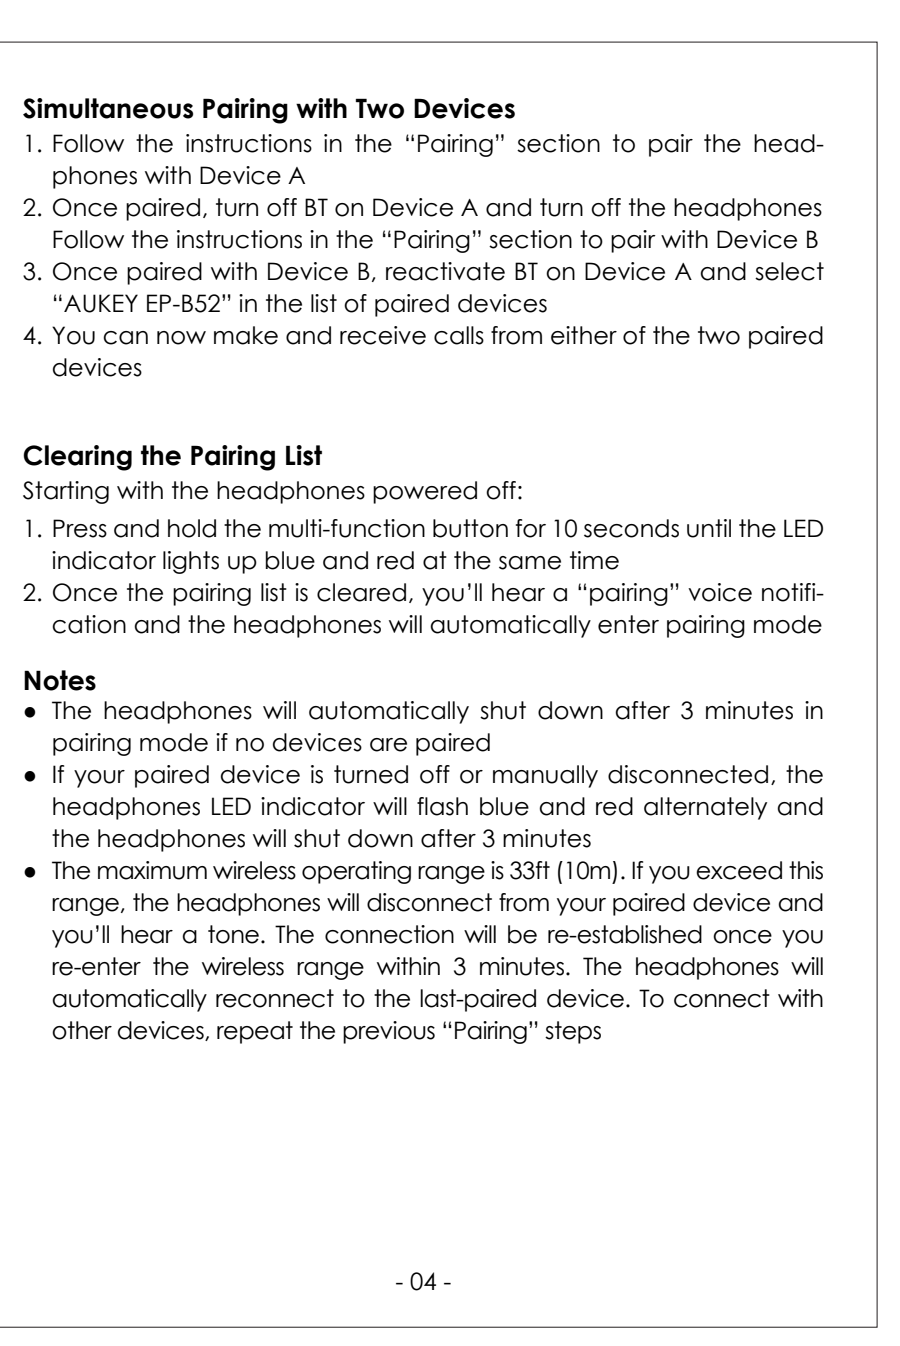 Simultaneous Pairing with Two Devices
1. Follow the instructions in the “Pairing” section to pair the head-
phones with Device A
2. Once paired, turn off BT on Device A and turn off the headphones
Follow the instructions in the “Pairing” section to pair with Device B
3. Once paired with Device B, reactivate BT on Device A and select
“AUKEY EP-B52” in the list of paired devices
4. You can now make and receive calls from either of the two paired
devices
Clearing the Pairing List
Starting with the headphones powered off:
1. Press and hold the multi-function button for 10 seconds until the LED
indicator lights up blue and red at the same time
2. Once the pairing list is cleared, you’ll hear a “pairing” voice notifi-
cation and the headphones will automatically enter pairing mode
Notes
● The headphones will automatically shut down after 3 minutes in
pairing mode if no devices are paired
● If your paired device is turned off or manually disconnected, the
headphones LED indicator will flash blue and red alternately and
the headphones will shut down after 3 minutes
● The maximum wireless operating range is 33ft (10m). If you exceed this
range, the headphones will disconnect from your paired device and
you’ll hear a tone. The connection will be re-established once you
re-enter the wireless range within 3 minutes. The headphones will
automatically reconnect to the last-paired device. To connect with
other devices, repeat the previous “Pairing” steps
- 04 -